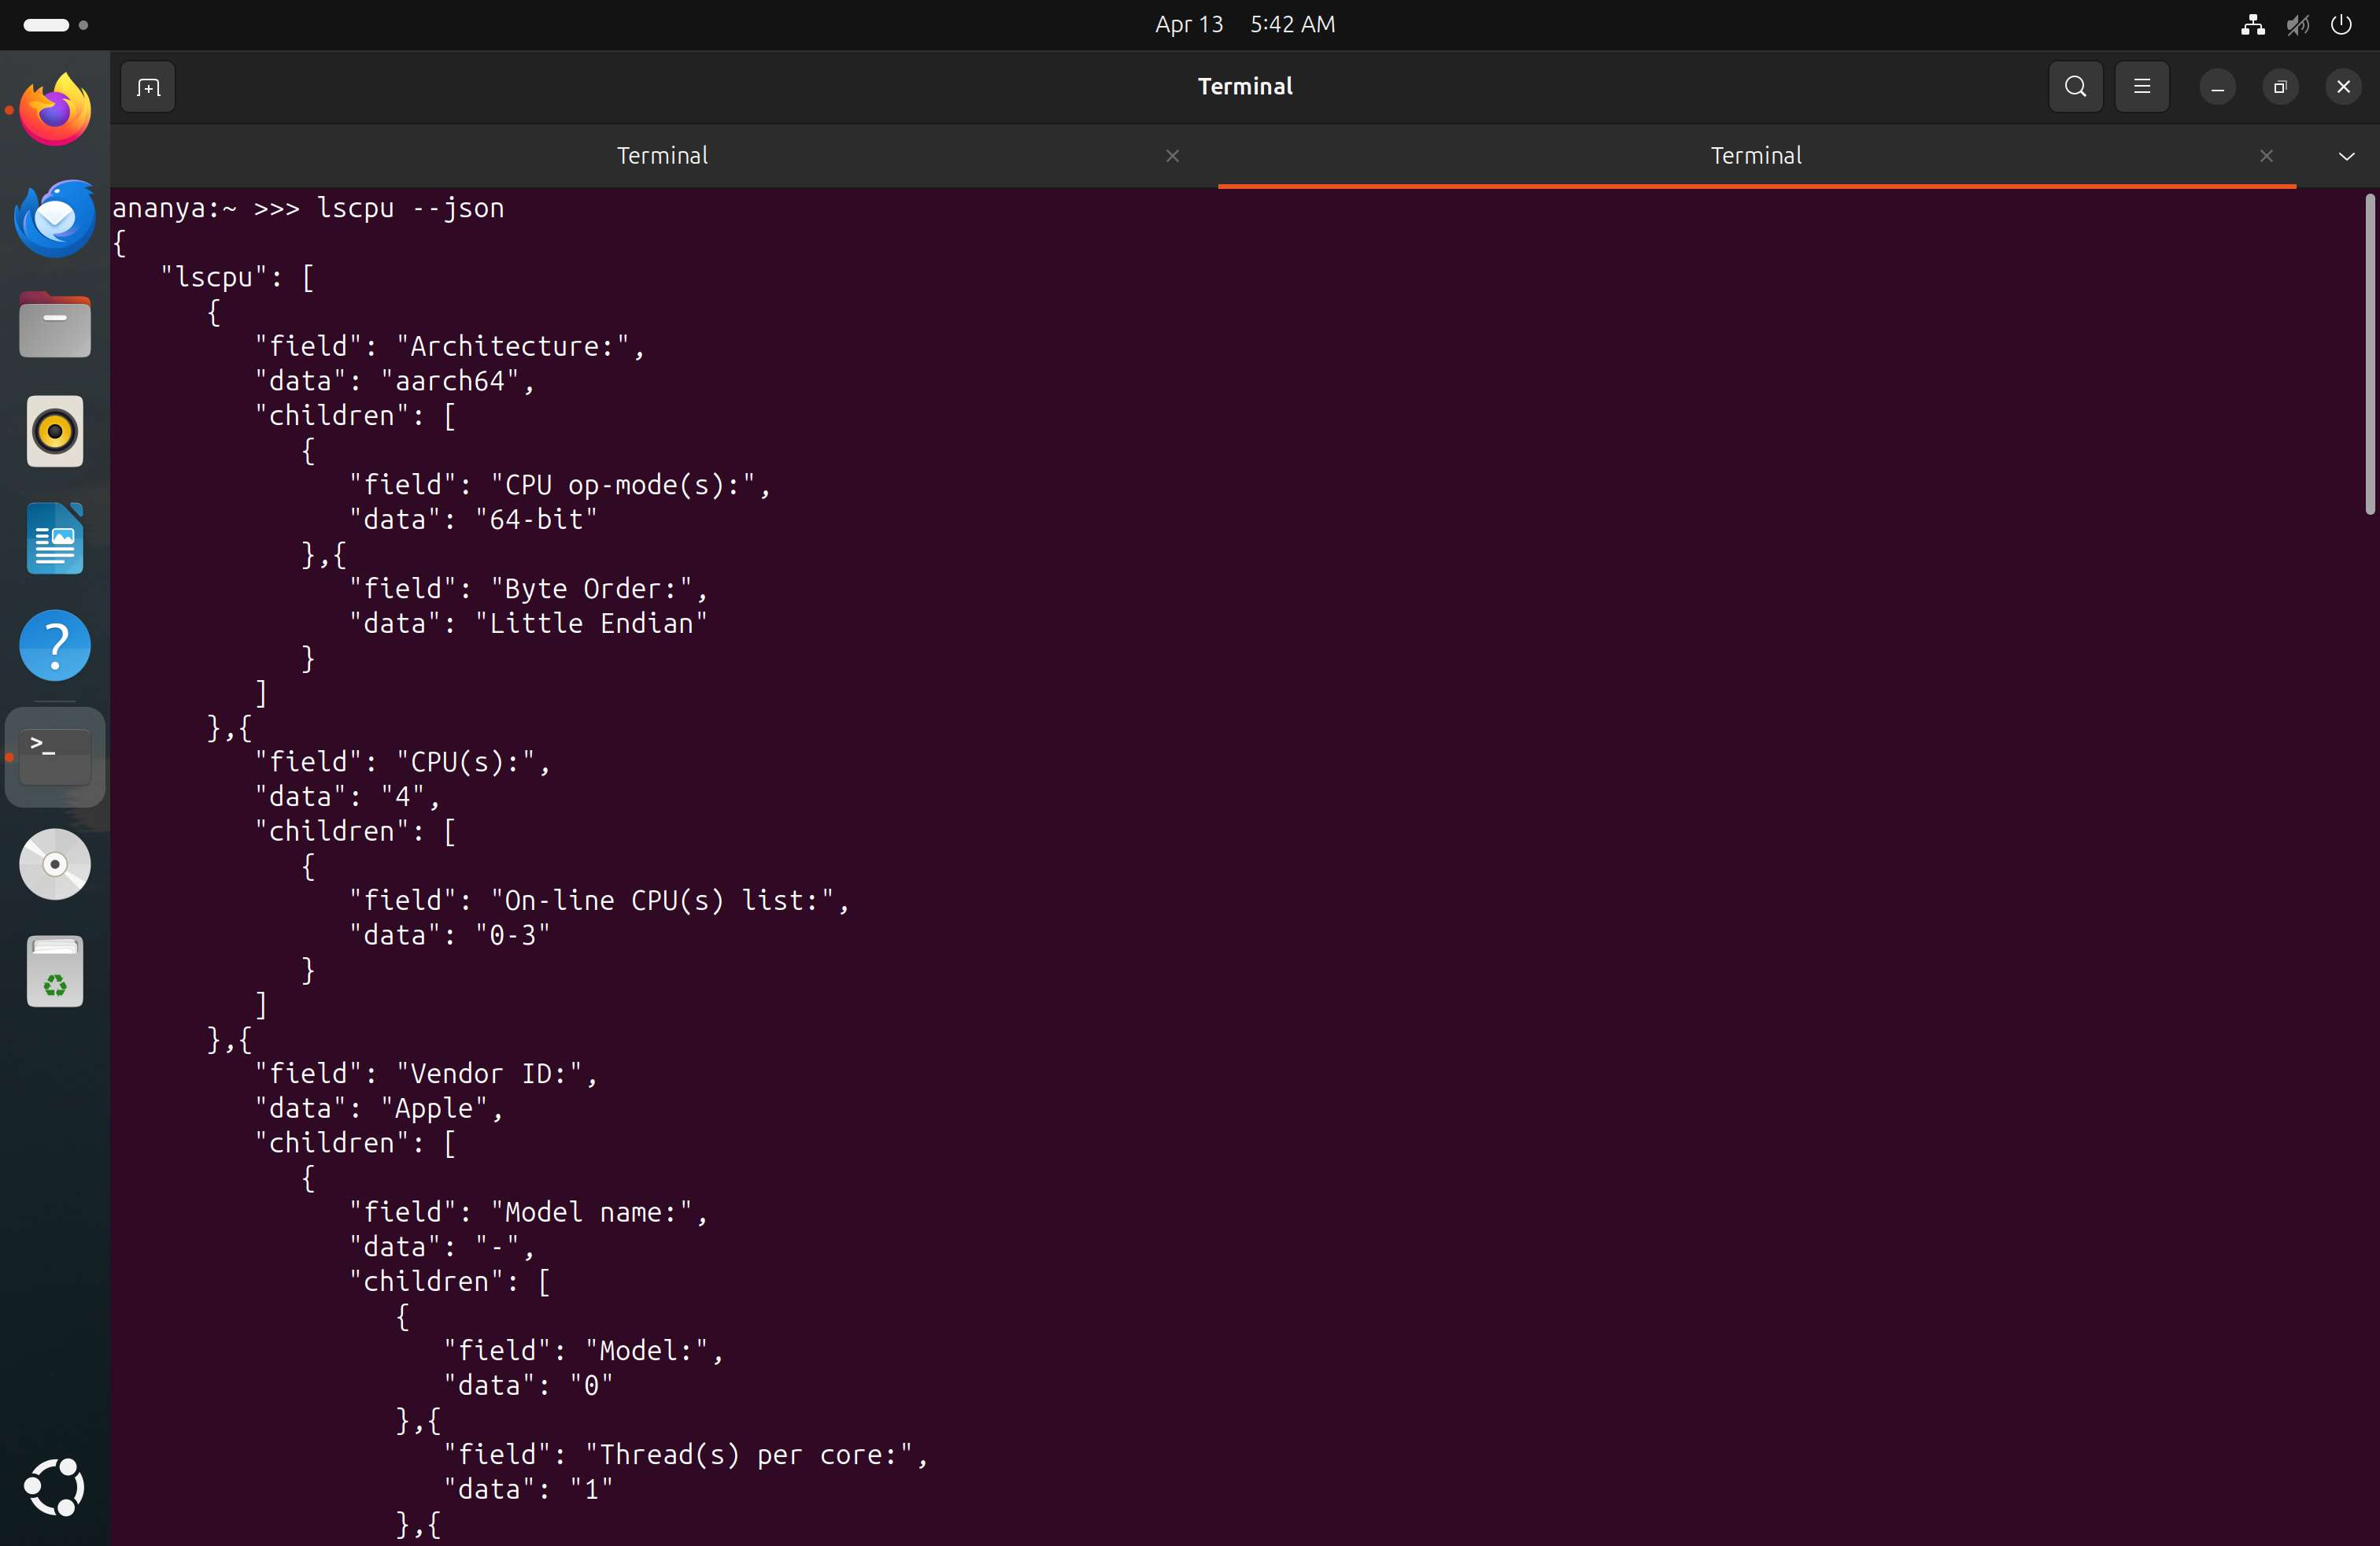 Apr 13 5:42 AM
Terminal
Terminal Terminal
ananya:~ >>> lscpu --json
{
   "lscpu": [
      {
         "field": "Architecture:",
         "data": "aarch64",
         "children": [
            {
               "field": "CPU op-mode(s):",
               "data": "64-bit"
            },{
               "field": "Byte Order:",
               "data": "Little Endian"
            }
         ]
      },{
         "field": "CPU(s):",
         "data": "4",
         "children": [
            {
               "field": "On-line CPU(s) list:",
               "data": "0-3"
            }
         ]
      },{
         "field": "Vendor ID:",
         "data": "Apple",
         "children": [
            {
               "field": "Model name:",
               "data": "-",
               "children": [
                  {
                     "field": "Model:",
                     "data": "0"
                  },{
                     "field": "Thread(s) per core:",
                     "data": "1"
                  },{